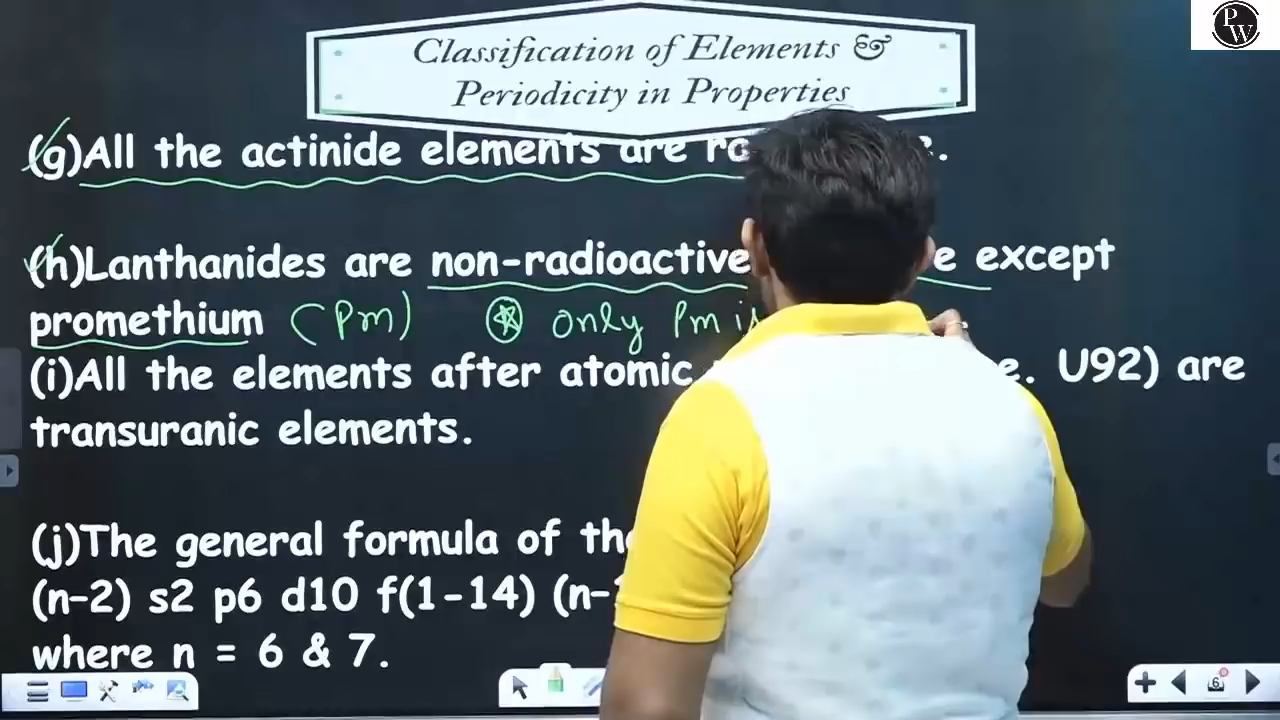 P
W
Classification of Elements &
Periodicity in Properties
(g)All the actinide elements are
(h)Lanthanides are non-radioactive except
promethium (Pm) only Pm is
(i)All the elements after atomic U92) are
transuranic elements.
(j)The general formula of
(n-2) s2 p6 d10 f(1-14)
where n = 6 & 7.
6